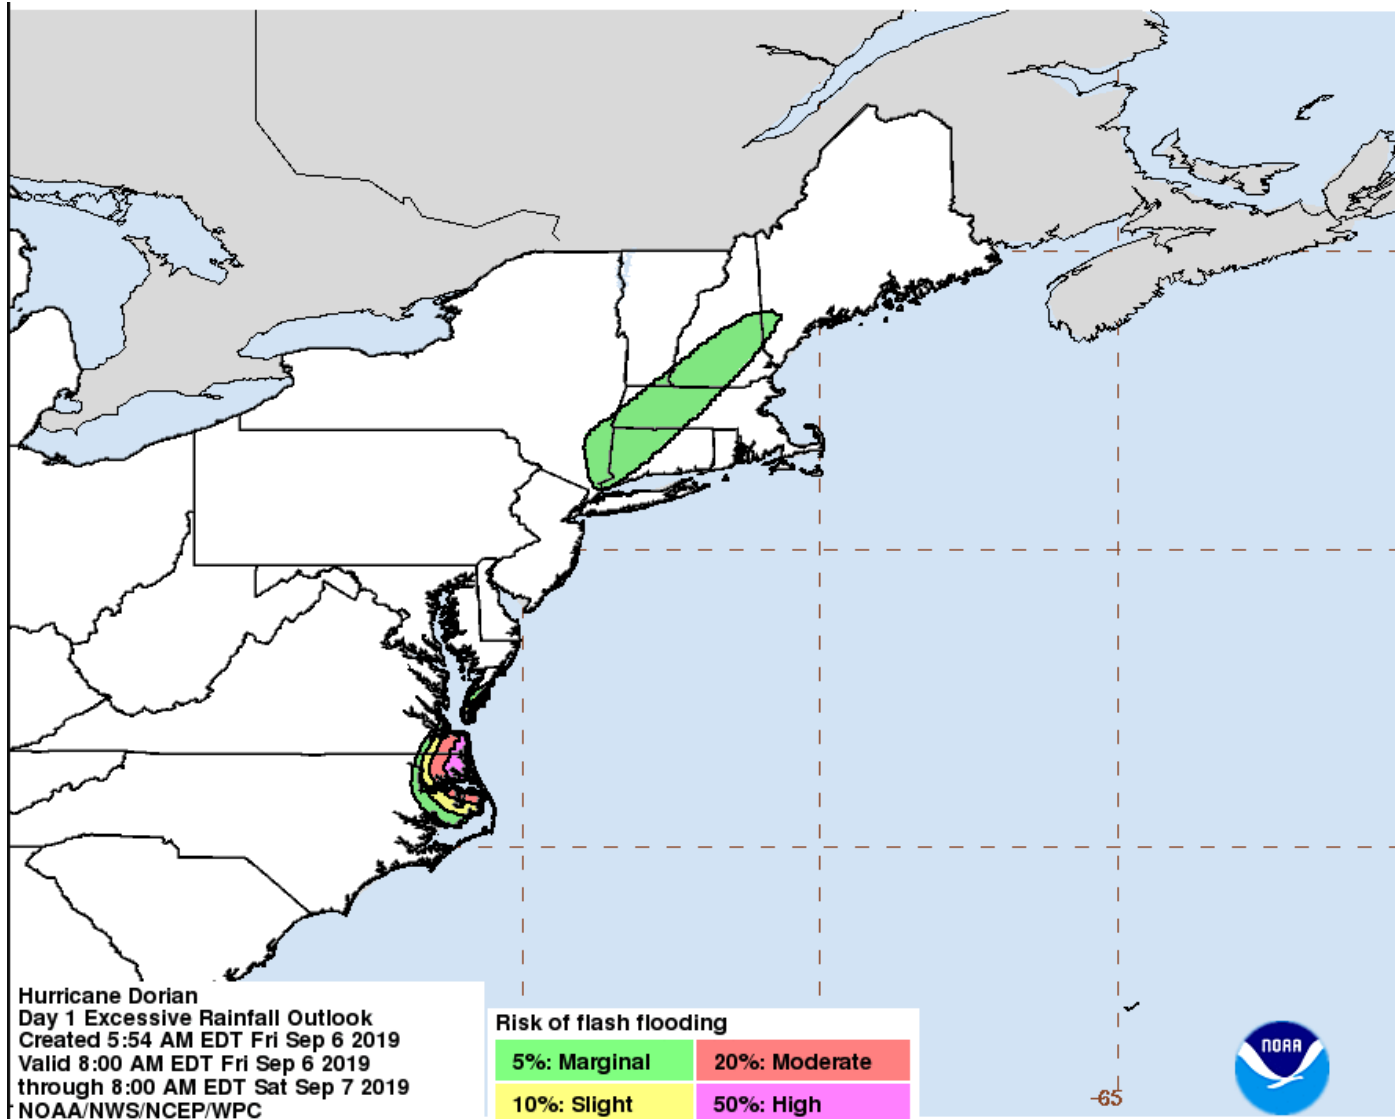 Hurricane Dorian
Day 1 Excessive Rainfall Outlook
Created 5:54 AM EDT Fri Sep 6 2019
Valid 8:00 AM EDT Fri Sep 6 2019
through 8:00 AM EDT Sat Sep 7 2019
NOAA/NWS/NCEP/WPC
Risk of flash flooding
5%: Marginal
20%: Moderate
10%: Slight
50%: High
-65
NOAA